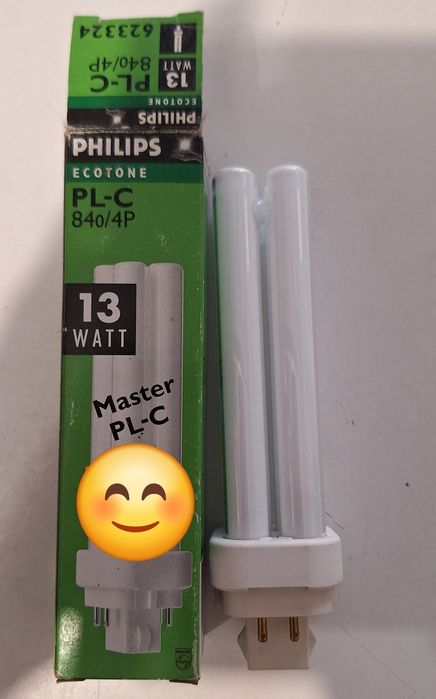 623324
13
WATT
PL-C
840/4P
ECOTONE
PHILIPS
PHILIPS
ECOTONE
PL-C
840/4P
13
WATT
Master
PL-C